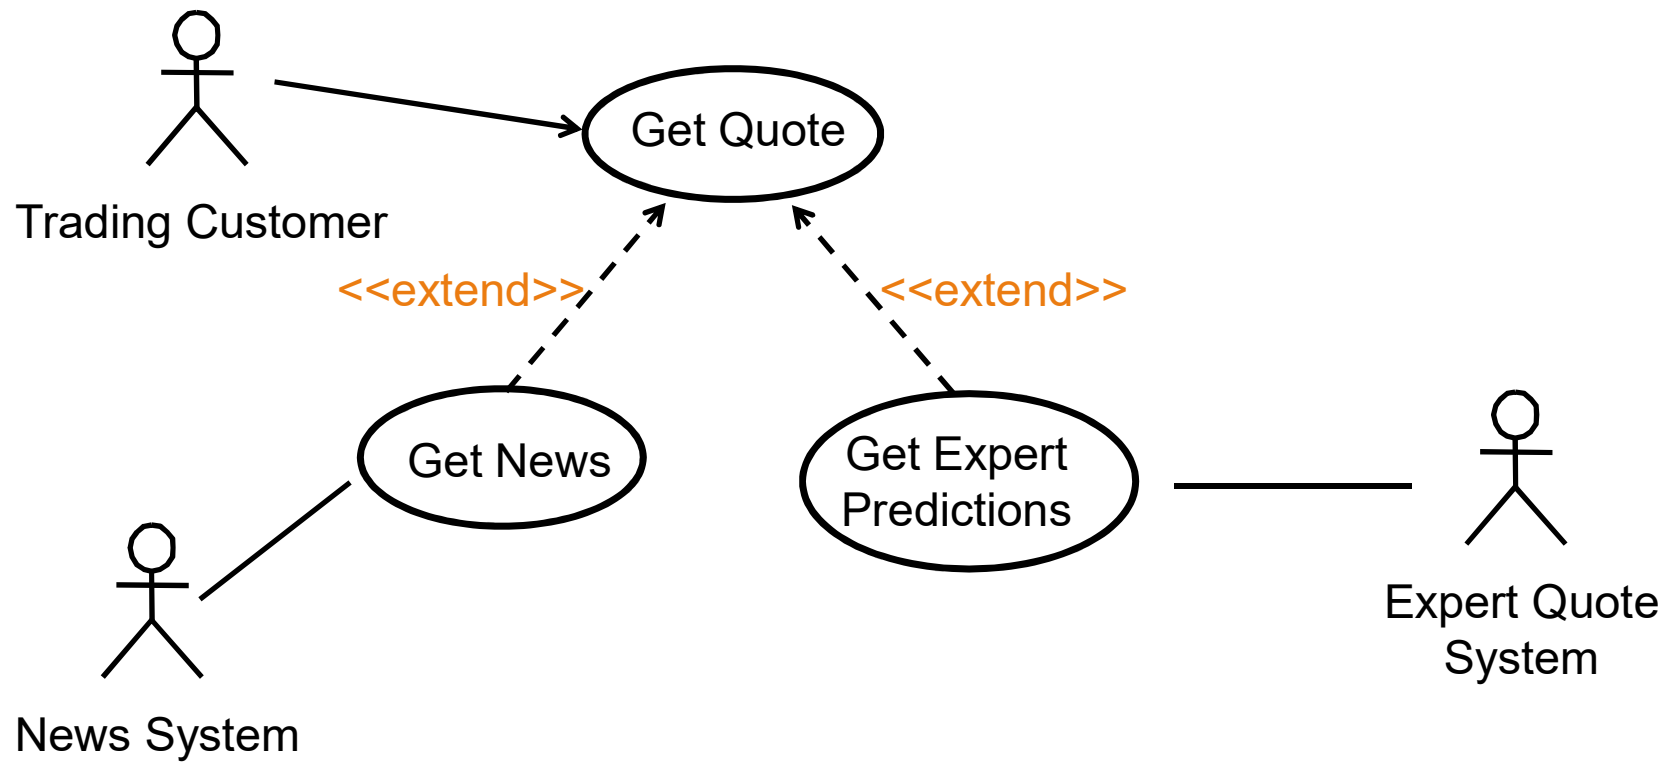 Get Quote
Trading Customer
<<extend>>
<<extend>>
Get News
Get Expert
Predictions
Expert Quote
System
News System